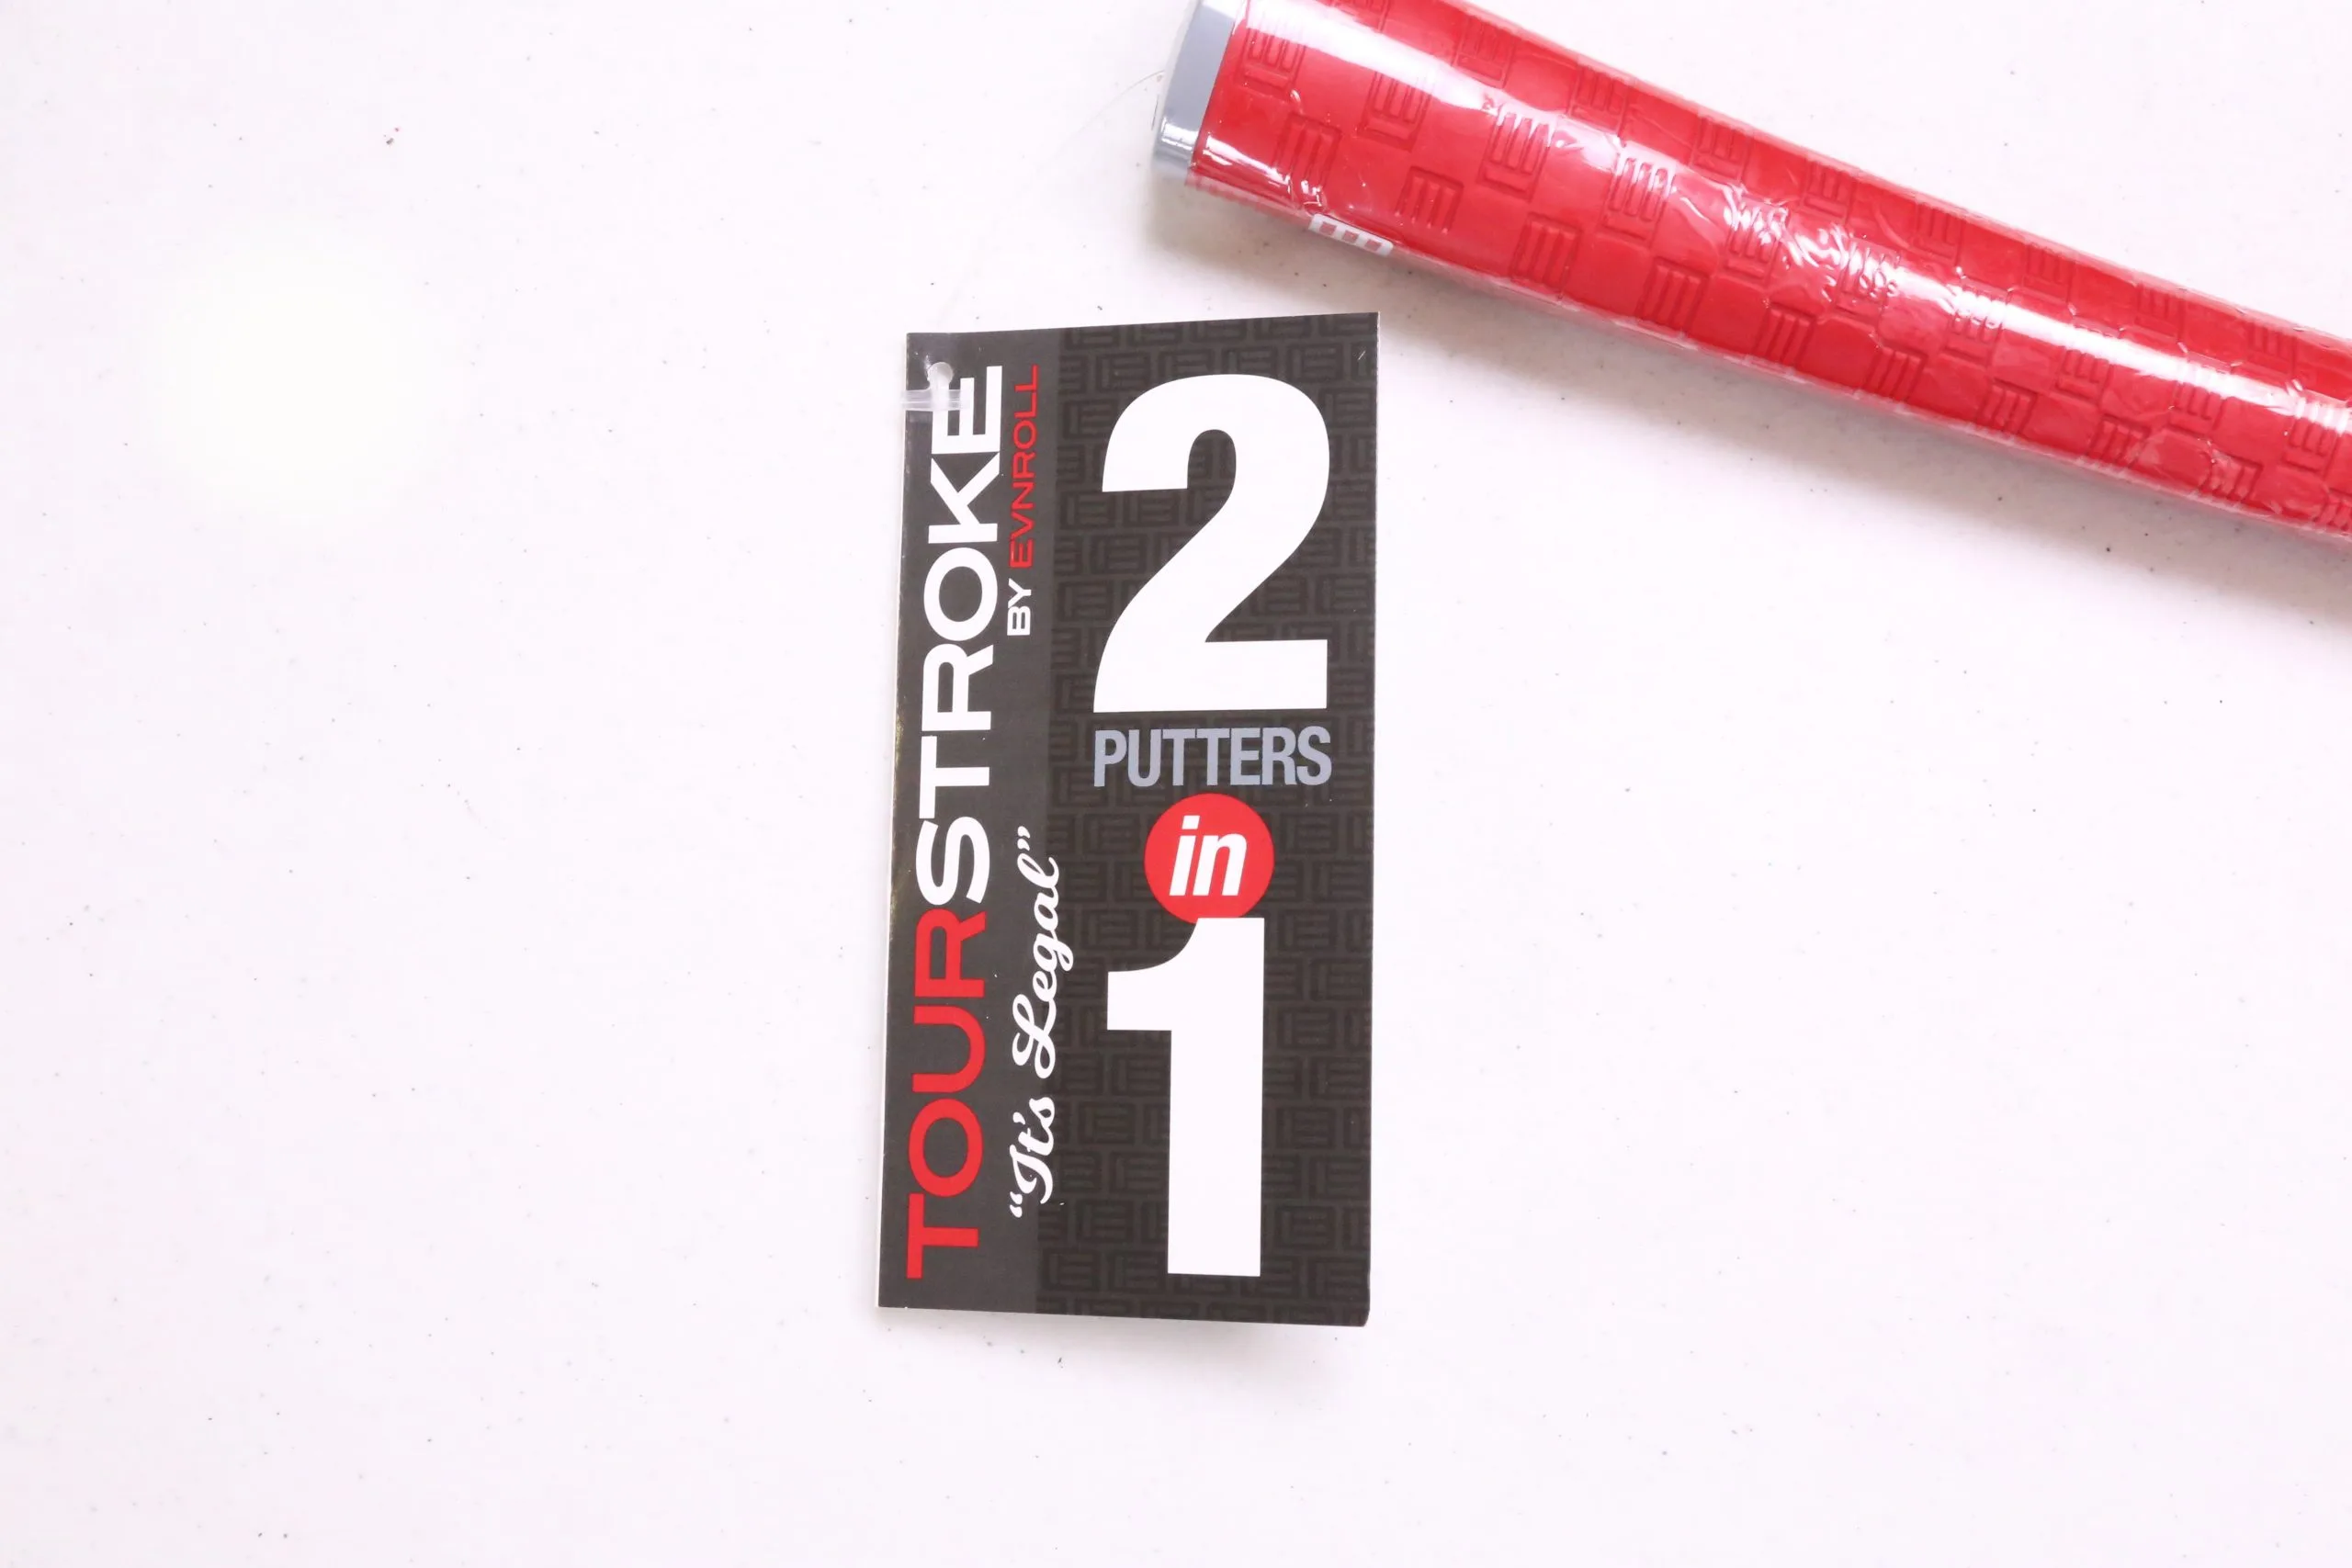 TOURSTROKE
BY EVNROLL
“It's Legal”
2
PUTTERS
in
1